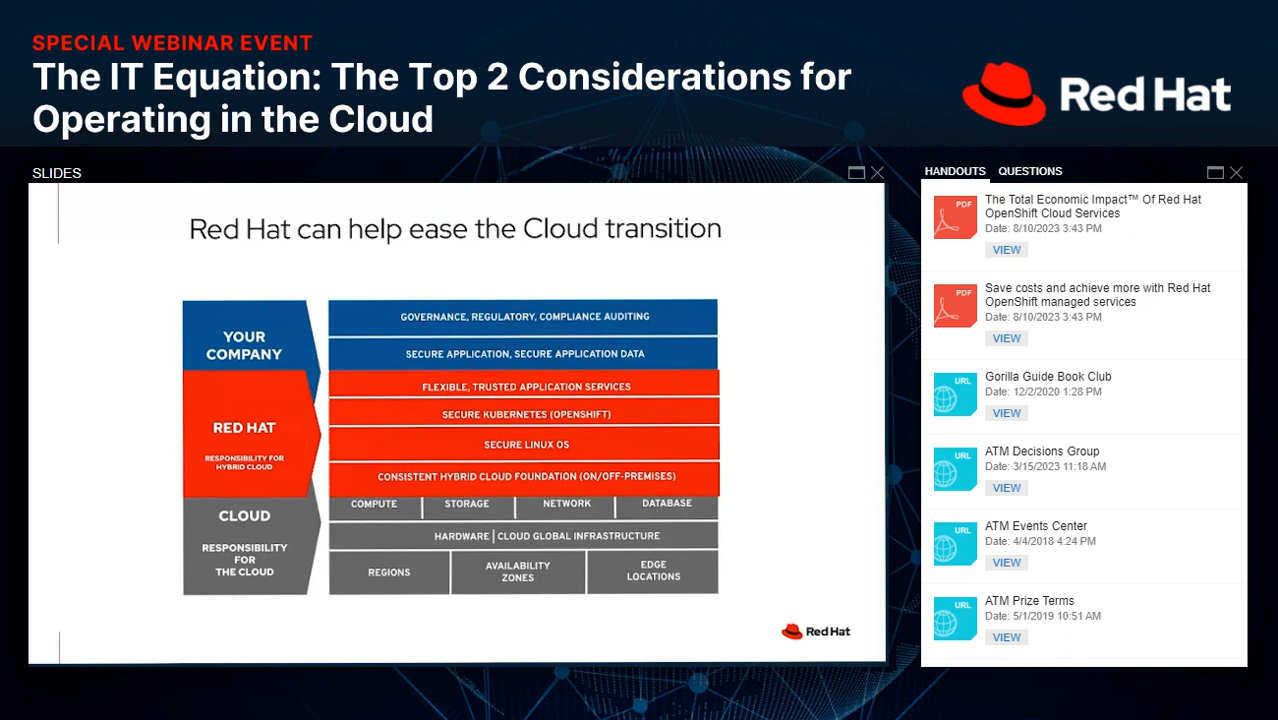 SPECIAL WEBINAR EVENT
The IT Equation: The Top 2 Considerations for
Operating in the Cloud
Red Hat
SLIDES
Red Hat can help ease the Cloud transition
YOUR
COMPANY
GOVERNANCE, REGULATORY, COMPLIANCE AUDITING
SECURE APPLICATION, SECURE APPLICATION DATA
RED HAT
RESPONSIBILITY FOR
HYBRID CLOUD
FLEXIBLE, TRUSTED APPLICATION SERVICES
SECURE KUBERNETES (OPENSHIFT)
SECURE LINUX OS
CONSISTENT HYBRID CLOUD FOUNDATION (ON/OFF-PREMISES)
CLOUD
RESPONSIBILITY
FOR
THE CLOUD
COMPUTE
STORAGE
NETWORK
DATABASE
HARDWARE | CLOUD GLOBAL INFRASTRUCTURE
REGIONS
AVAILABILITY
ZONES
EDGE
LOCATIONS
Red Hat
HANDOUTS QUESTIONS
PDF
The Total Economic Impact™ Of Red Hat
OpenShift Cloud Services
Date: 8/10/2023 3:43 PM
VIEW
PDF
Save costs and achieve more with Red Hat
OpenShift managed services
Date: 8/10/2023 3:43 PM
VIEW
URL
Gorilla Guide Book Club
Date: 12/2/2020 1:28 PM
VIEW
URL
ATM Decisions Group
Date: 3/15/2023 11:18 AM
VIEW
URL
ATM Events Center
Date: 4/4/2018 4:24 PM
VIEW
URL
ATM Prize Terms
Date: 5/1/2019 10:51 AM
VIEW